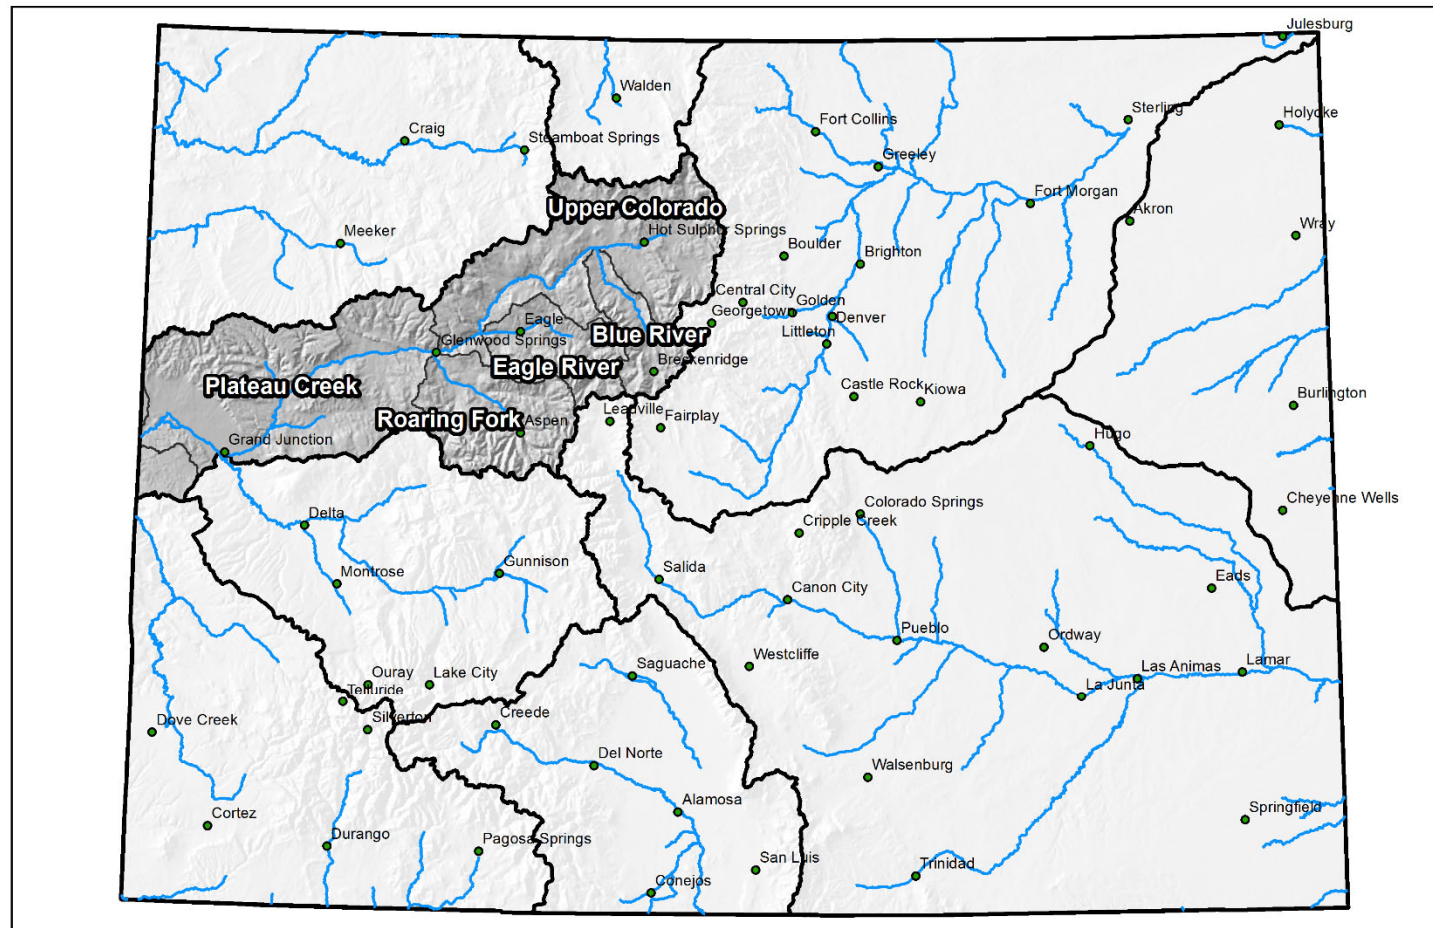 Julesburg
Walden
Sterling
Holyoke
Fort Collins
Craig
Steamboat Springs
Greeley
Fort Morgan
Upper Colorado
Akron
Wray
Meeker
Hot Sulphur Springs
Boulder
Brighton
Central City
Golden
Georgetown
Denver
Eagle
Blue River
Littleton
Glenwood Springs
Breckenridge
Eagle River
Plateau Creek
Castle Rock
Kiowa
Burlington
Roaring Fork
Leadville
Aspen
Fairplay
Grand Junction
Hugo
Colorado Springs
Cheyenne Wells
Delta
Cripple Creek
Gunnison
Salida
Montrose
Eads
Canon City
Pueblo
Ordway
Westcliffe
Saguache
Ouray
Lake City
Las Animas
Lamar
Telluride
La Junta
Dove Creek
Silverton
Creede
Del Norte
Walsenburg
Alamosa
Springfield
Cortez
Durango
Pagosa Springs
San Luis
Trinidad
Conejos